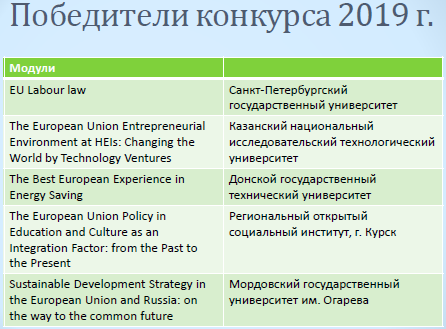 Победители конкурса 2019 г.
Модули
EU Labour law
Санкт-Петербургский
государственный университет
The European Union Entrepreneurial
Environment at HEIs: Changing the
World by Technology Ventures
Казанский национальный
исследовательский технологический
университет
The Best European Experience in
Energy Saving
Донской государственный
технический университет
The European Union Policy in
Education and Culture as an
Integration Factor: from the Past to
the Present
Региональный открытый
социальный институт, г. Курск
Sustainable Development Strategy in
the European Union and Russia: on
the way to the common future
Мордовский государственный
университет им. Огарева